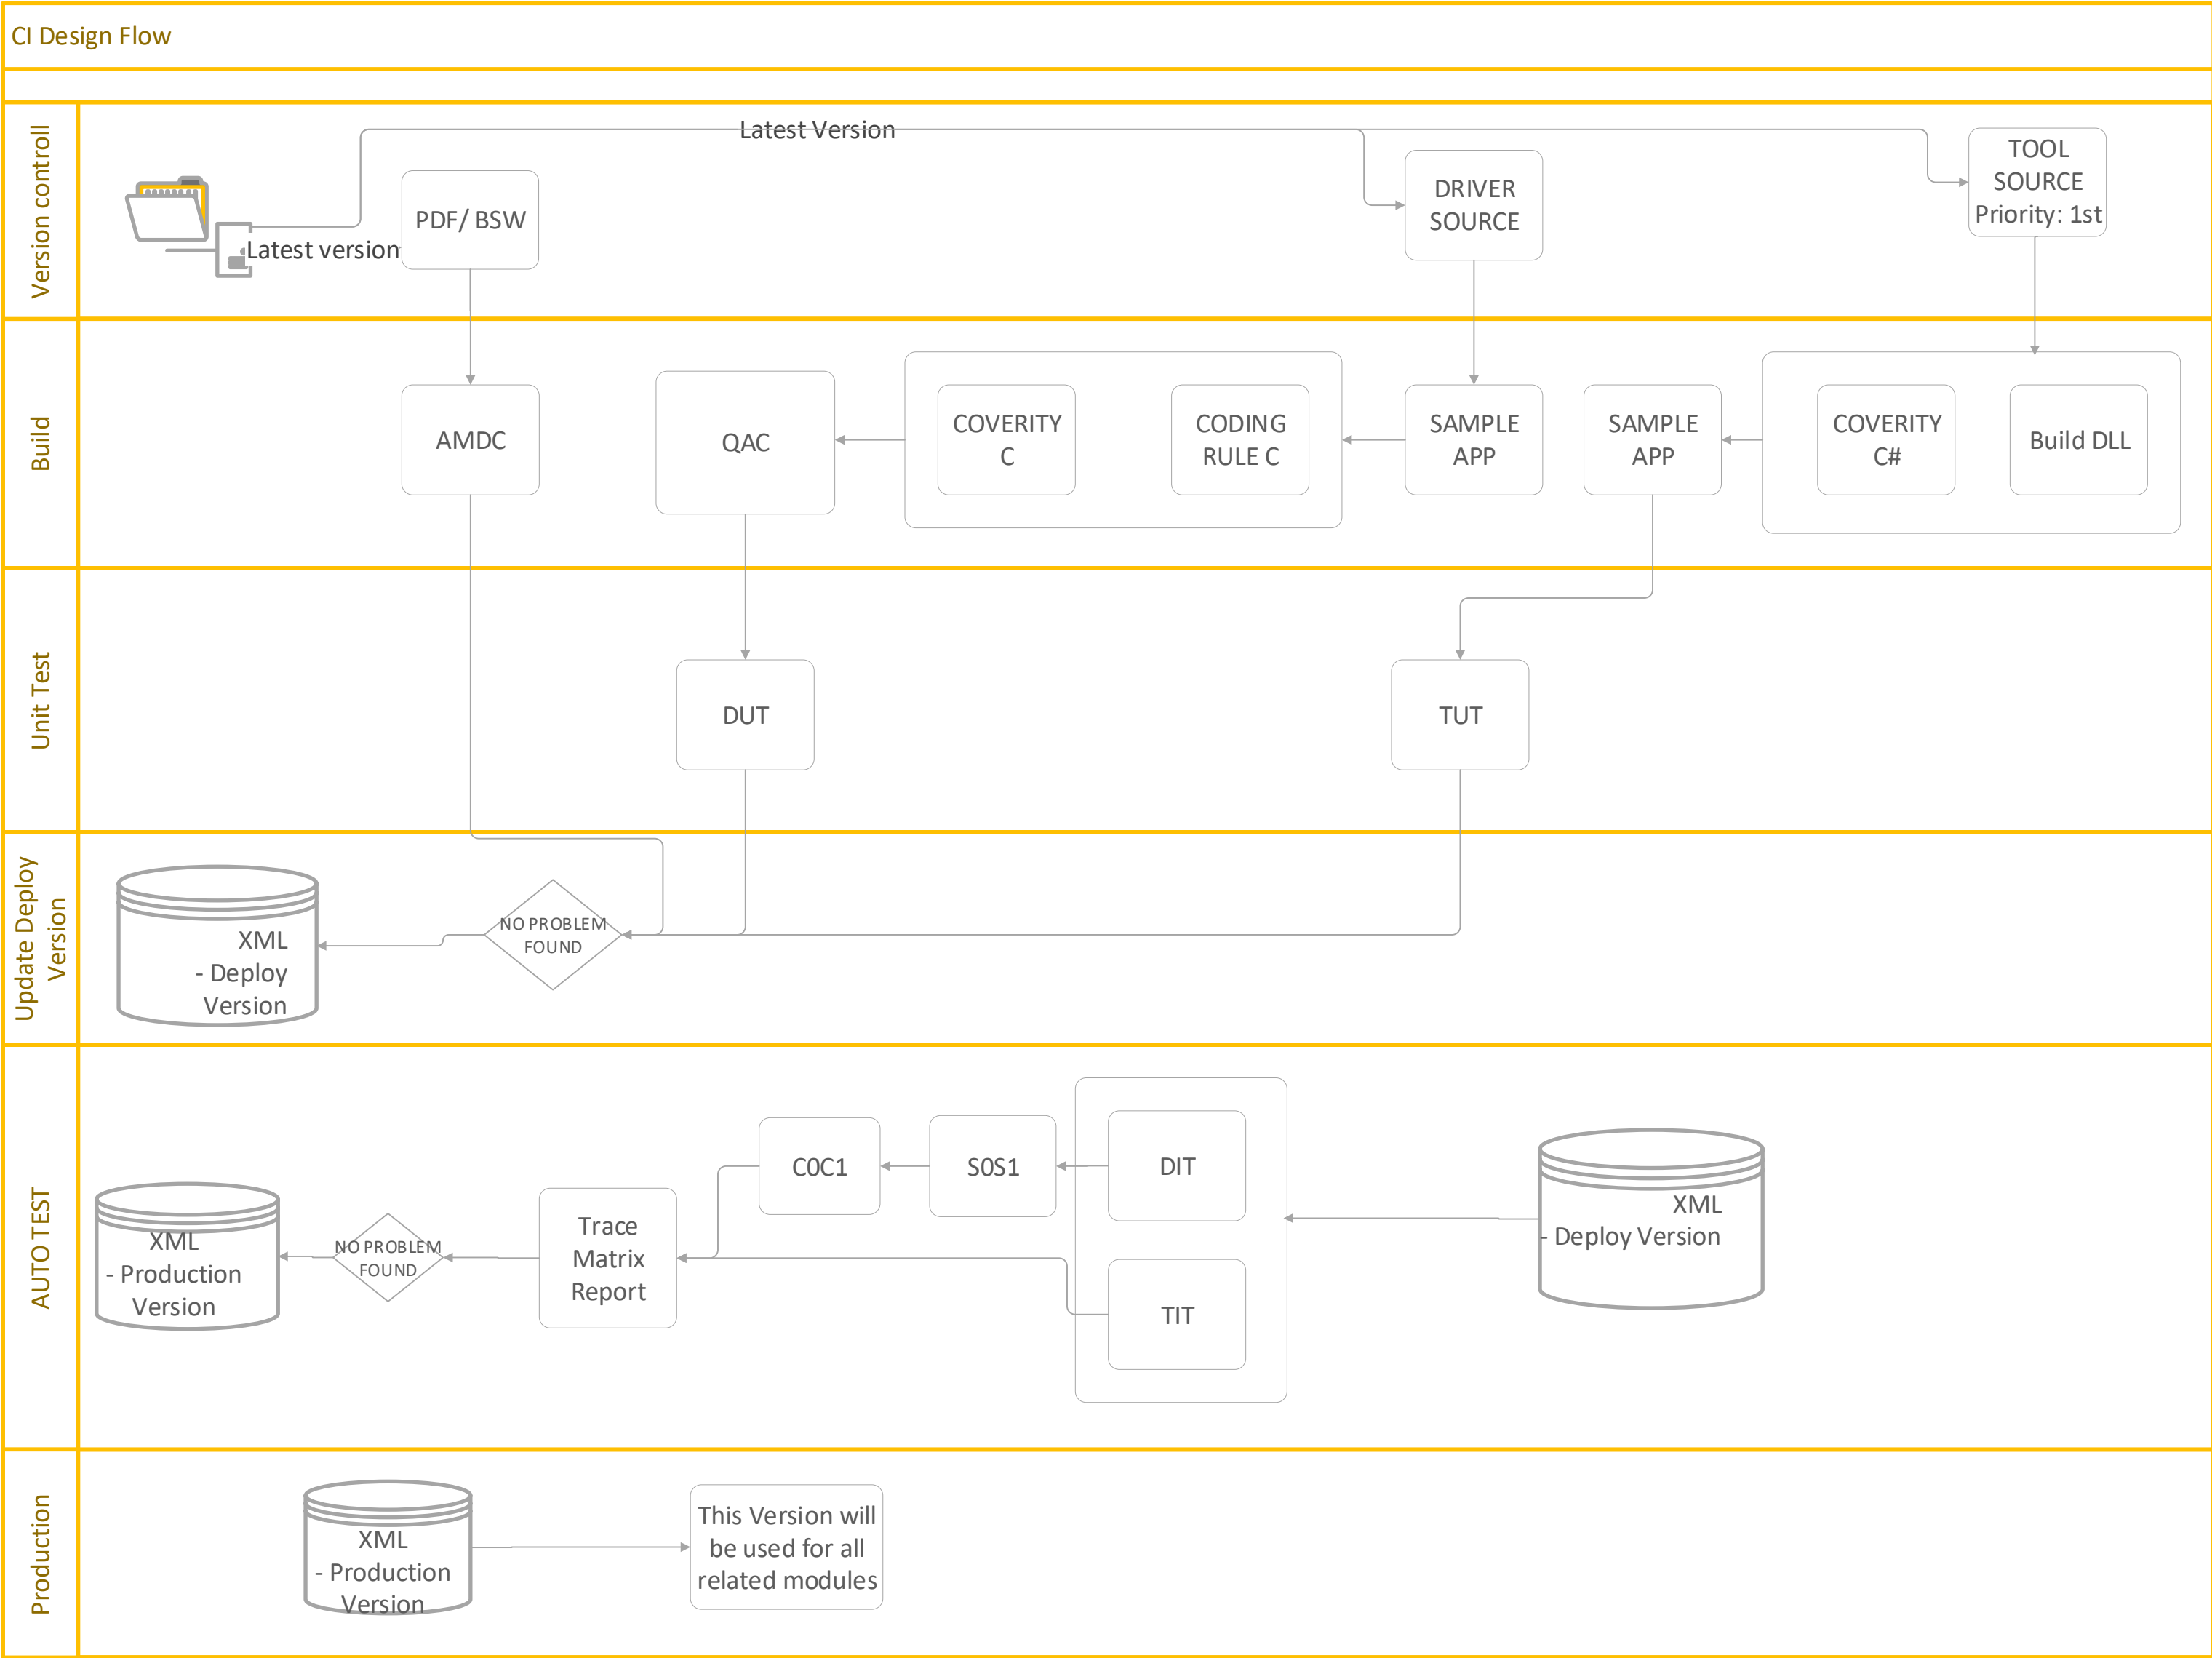 CI Design Flow
Version controll
Latest Version
Latest version
PDF/ BSW
DRIVER
SOURCE
TOOL
SOURCE
Priority: 1st
Build
AMDC
QAC
COVERITY
C
CODING
RULE C
SAMPLE
APP
SAMPLE
APP
COVERITY
C#
Build DLL
Unit Test
DUT
TUT
Update Deploy
Version
XML
- Deploy
Version
NO PROBLEM
FOUND
AUTO TEST
XML
- Production
Version
NO PROBLEM
FOUND
Trace
Matrix
Report
C0C1
S0S1
DIT
TIT
XML
- Deploy Version
Production
XML
- Production
Version
This Version will
be used for all
related modules